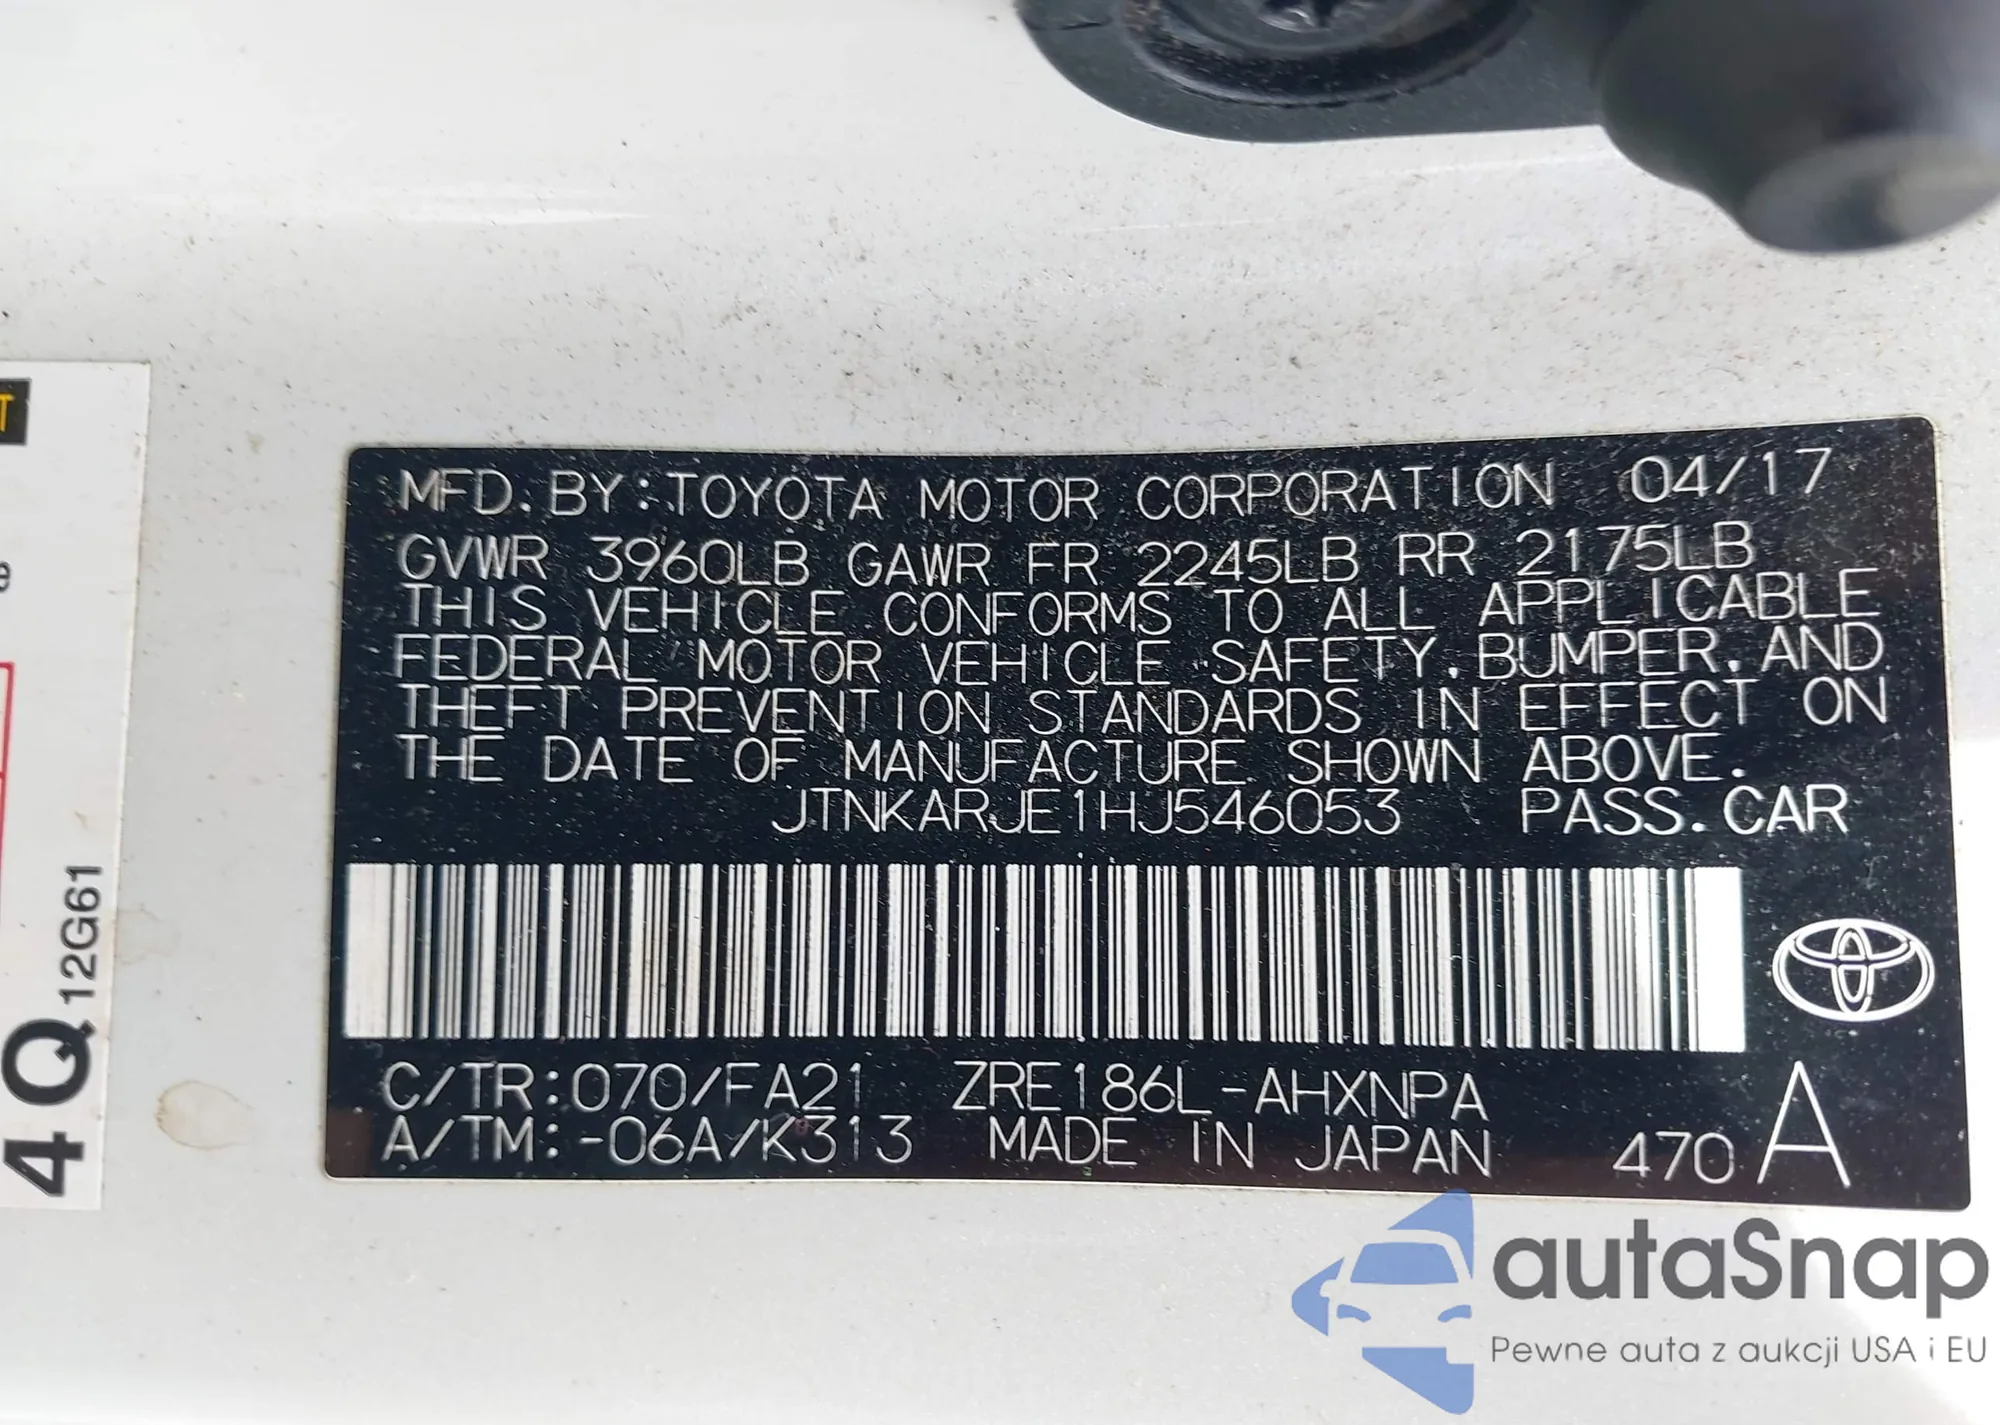 MFD. BY:TOYOTA MOTOR CORPORATION 04/17
GVWR 3960LB GAWR FR 2245LB RR 2175LB
THIS VEHICLE CONFORMS TO ALL APPLICABLE
FEDERAL MOTOR VEHICLE SAFETY, BUMPER, AND
THEFT PREVENTION STANDARDS IN EFFECT ON
THE DATE OF MANUFACTURE SHOWN ABOVE.
JTNKARJE1HJ546053 PASS. CAR
C/TR:070/FA21 ZRE186L-AHXNPA
A/TM:-06A/K313 MADE IN JAPAN 470 A
4Q 12G61
autaSnap
Pewne auta z aukcji USA i EU